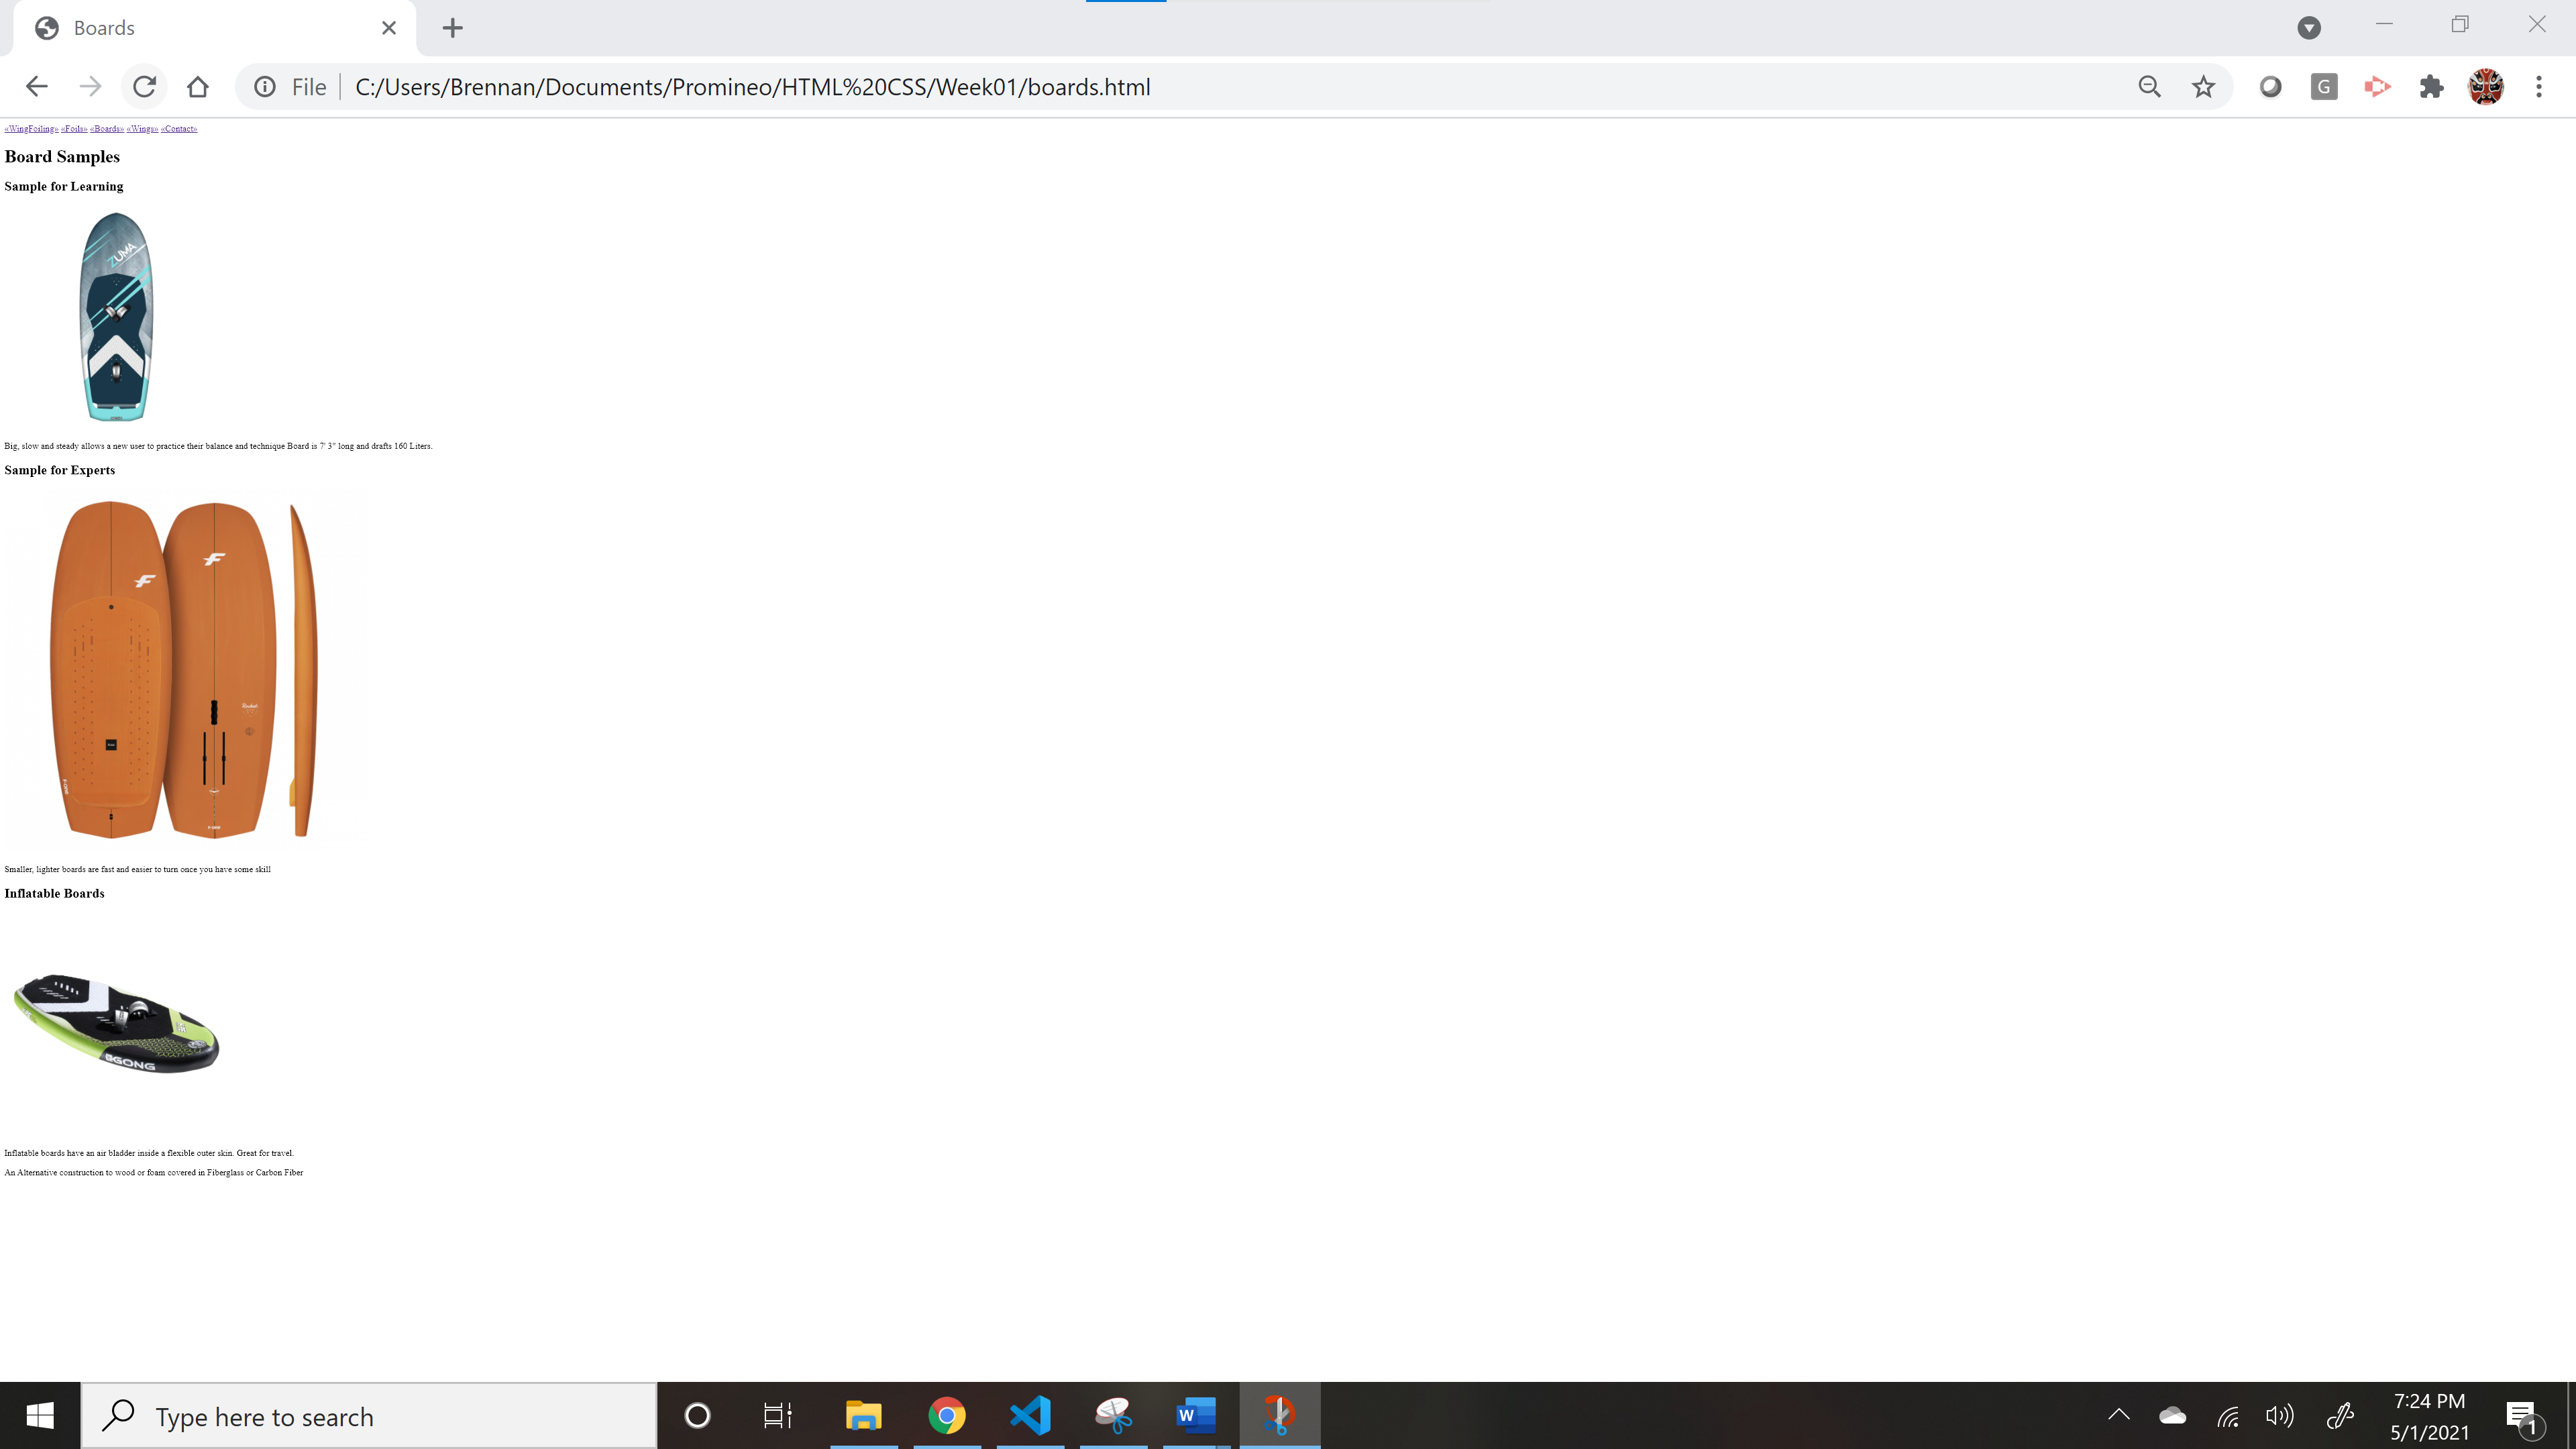 Boards
File C:/Users/Brennan/Documents/Promineo/HTML%20CSS/Week01/boards.html
G
«WingFoiling» «Foils» «Boards» «Wings» «Contact»
Board Samples
Sample for Learning
ZUMA
Big, slow and steady allows a new user to practice their balance and technique Board is 7' 3" long and drafts 160 Liters.
Sample for Experts
F
F
Smaller, lighter boards are fast and easier to turn once you have some skill
Inflatable Boards
GONG
Inflatable boards have an air bladder inside a flexible outer skin. Great for travel.
An Alternative construction to wood or foam covered in Fiberglass or Carbon Fiber
Type here to search
W
7:24 PM
5/1/2021
1